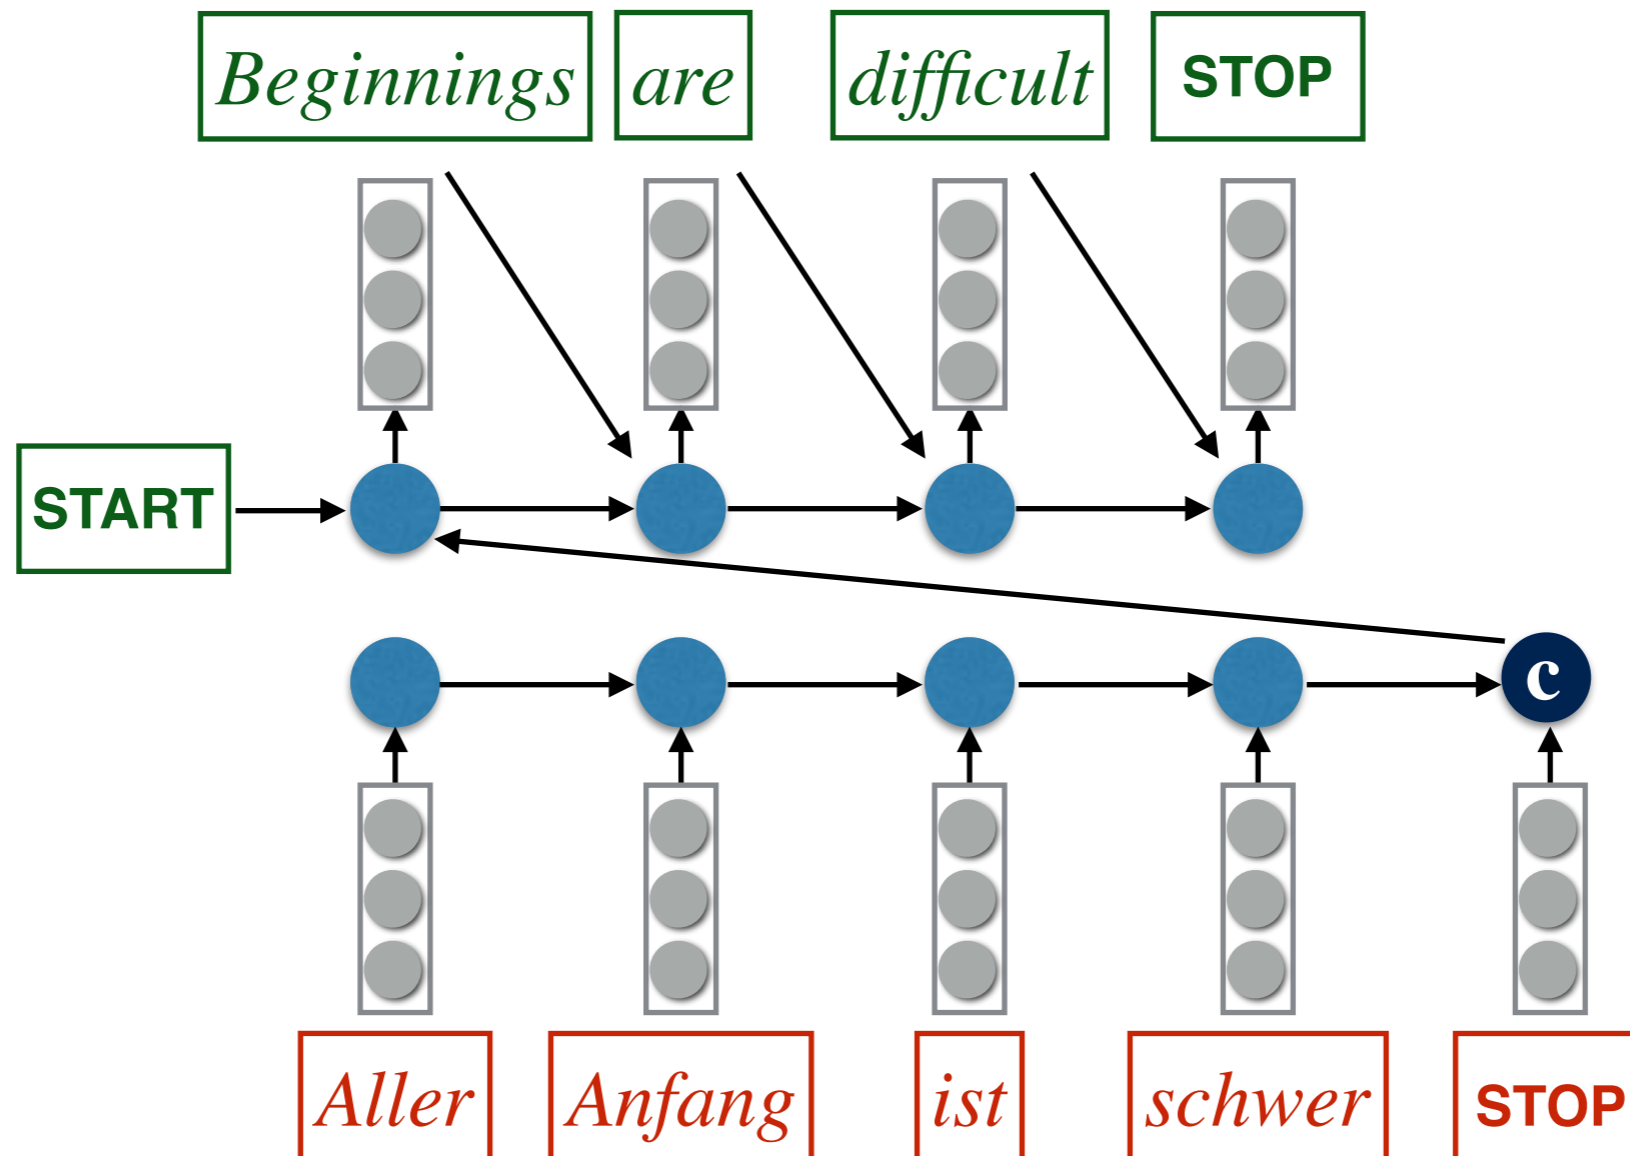 Beginnings are difficult STOP
START
c
Aller Anfang ist schwer STOP